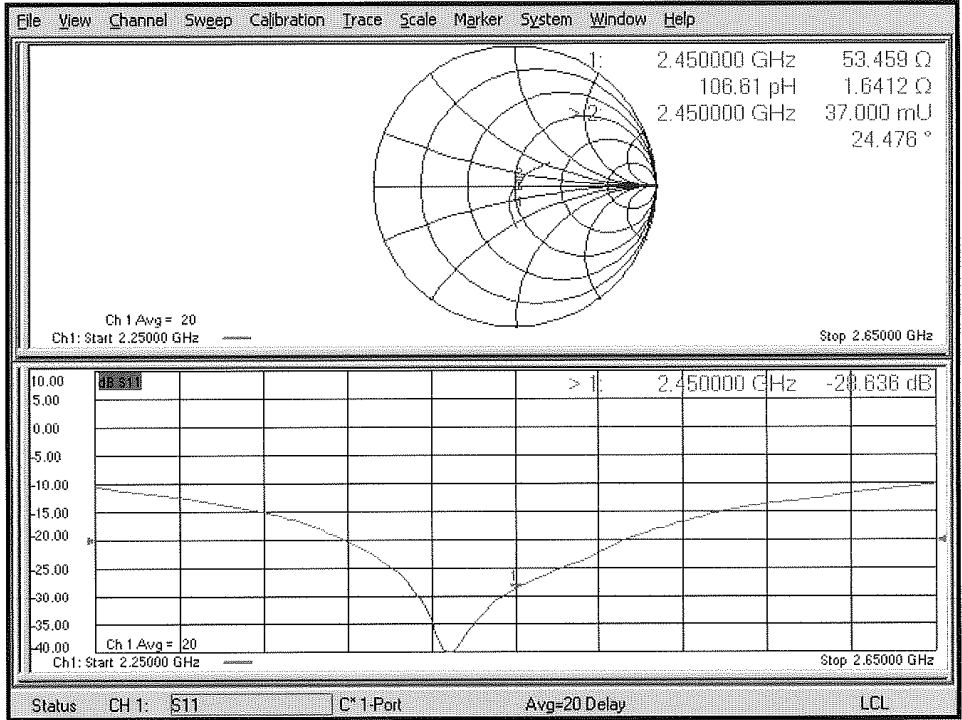 File View Channel Sweep Calibration Trace Scale Marker System Window Help
1: 2.450000 GHz 53.459 Ω
106.61 pH 1.6412 Ω
> 2: 2.450000 GHz 37.000 mU
24.476 °
Ch 1 Avg = 20
Ch1: Start 2.25000 GHz
Stop 2.65000 GHz
10.00 dB S11
> 1: 2.450000 GHz -28.636 dB
5.00
0.00
-5.00
-10.00
-15.00
-20.00
-25.00
1
-30.00
-35.00
-40.00
Ch 1 Avg = 20
Ch1: Start 2.25000 GHz
Stop 2.65000 GHz
Status CH 1: S11 C* 1-Port Avg=20 Delay LCL